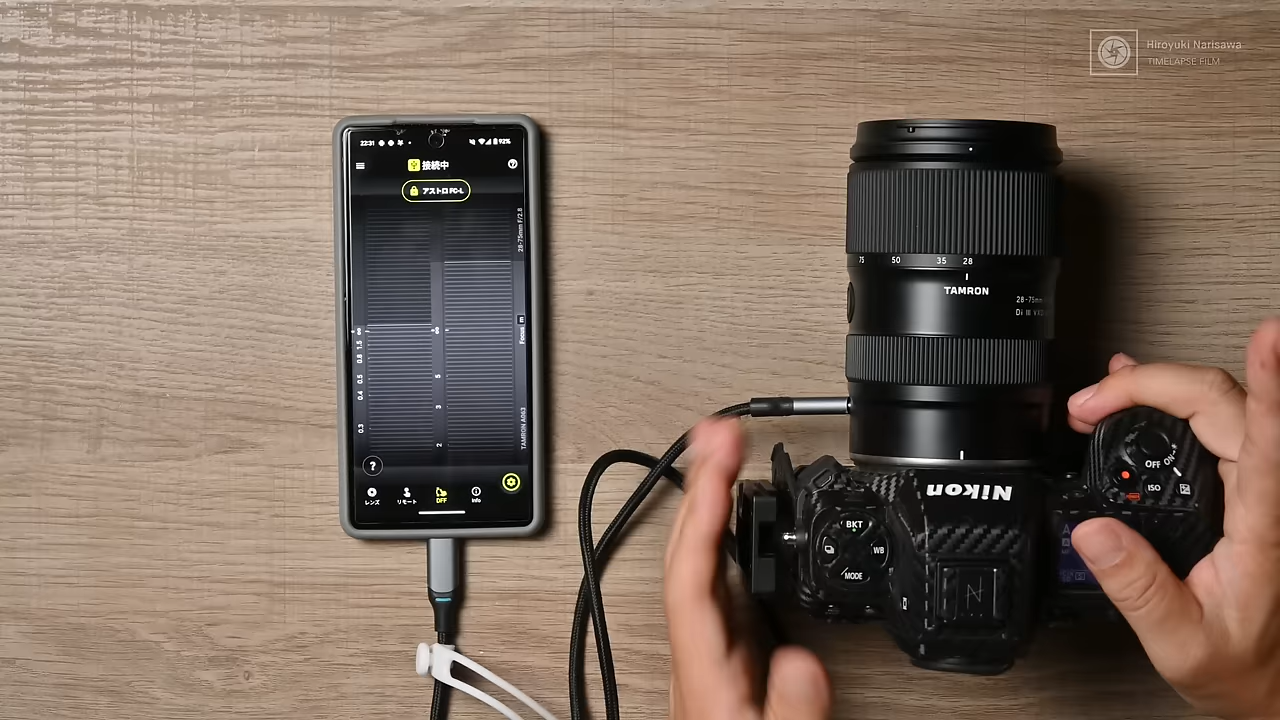 Hiroyuki Narisawa
TIMELAPSE FILM
22:31
92%
接続中
アストロ FC-L
28-75mm F/2.8
∞
1.5
0.8
0.5
0.4
0.3
∞
5
3
2
m
Focus
TAMRON A063
?
レンズ
リモート
DFF
Info
75 50 35 28
TAMRON
28-75mm
Di III VXD
Nikon
BKT
WB
MODE
OFF
ON
ISO